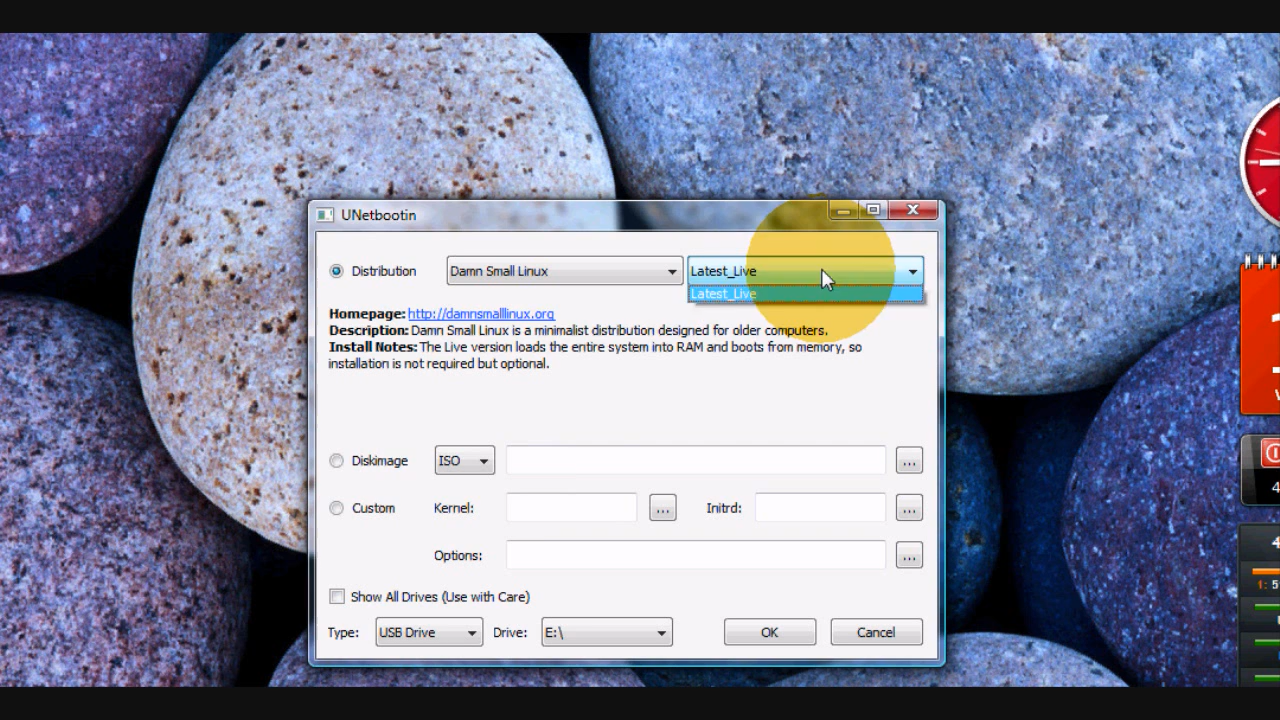 UNetbootin
Distribution
Damn Small Linux
Latest_Live
Latest_Live
Homepage: http://damnsmalllinux.org
Description: Damn Small Linux is a minimalist distribution designed for older computers.
Install Notes: The Live version loads the entire system into RAM and boots from memory, so
installation is not required but optional.
Diskimage
ISO
...
Custom
Kernel:
...
Initrd:
...
Options:
...
Show All Drives (Use with Care)
Type:
USB Drive
Drive:
E:\
OK
Cancel